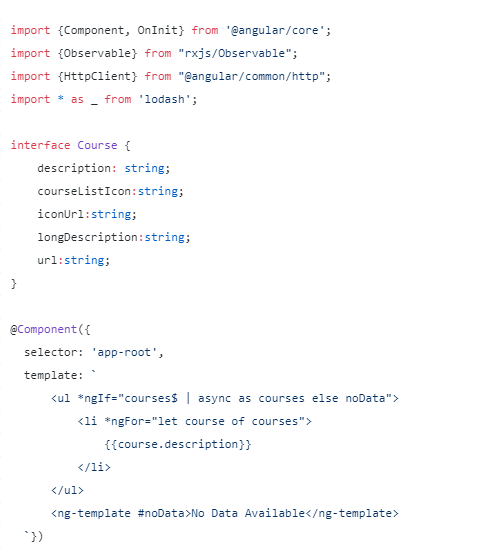 import {Component, OnInit} from '@angular/core';
import {Observable} from "rxjs/Observable";
import {HttpClient} from "@angular/common/http";
import * as _ from 'lodash';

interface Course {
    description: string;
    courseListIcon:string;
    iconUrl:string;
    longDescription:string;
    url:string;
}

@Component({
  selector: 'app-root',
  template: `
      <ul *ngIf="courses$ | async as courses else noData">
          <li *ngFor="let course of courses">
              {{course.description}}
          </li>
      </ul>
      <ng-template #noData>No Data Available</ng-template>
  `})